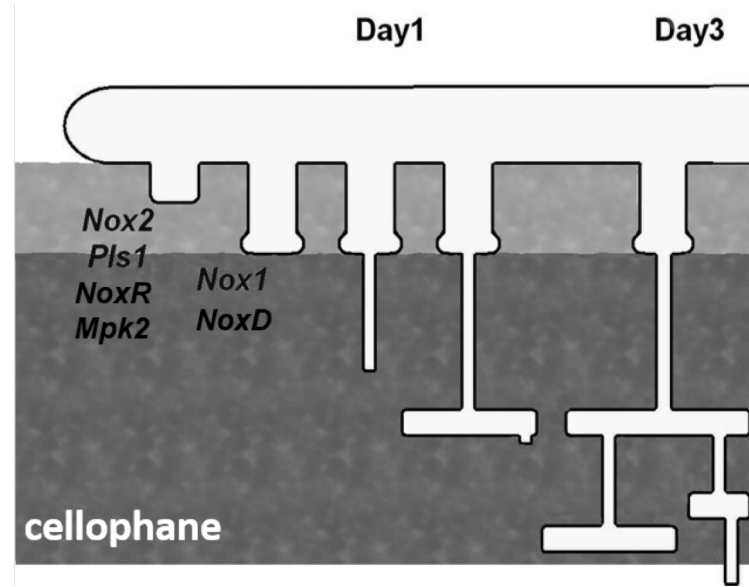 Day1
Day3
Nox2
Pls1
NoxR
Mpk2
Nox1
NoxD
cellophane